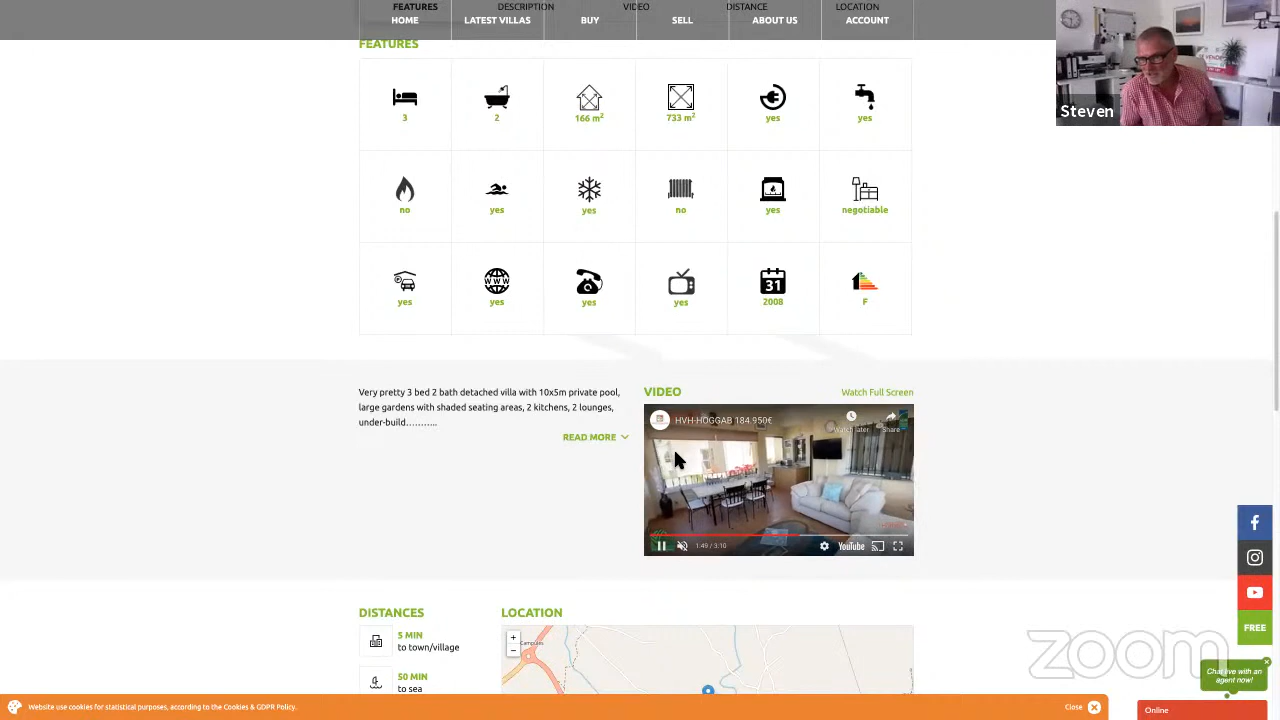 FEATURES DESCRIPTION VIDEO DISTANCE LOCATION
HOME LATEST VILLAS BUY SELL ABOUT US ACCOUNT
FEATURES
Steven
3 2 166 m² 733 m² yes yes
no yes yes no yes negotiable
WWW
31
yes yes yes yes 2008 F
Very pretty 3 bed 2 bath detached villa with 10x5m private pool,
large gardens with shaded seating areas, 2 kitchens, 2 lounges,
under-build..........
READ MORE
VIDEO Watch Full Screen
HVH-HOGGAB 184.950€
Watch later Share
1:49 / 3:10 YouTube
DISTANCES
5 MIN
to town/village
50 MIN
to sea
LOCATION
+
−
FREE
zoom
Chat live with an
agent now!
Website use cookies for statistical purposes, according to the Cookies & GDPR Policy.
Close
Online